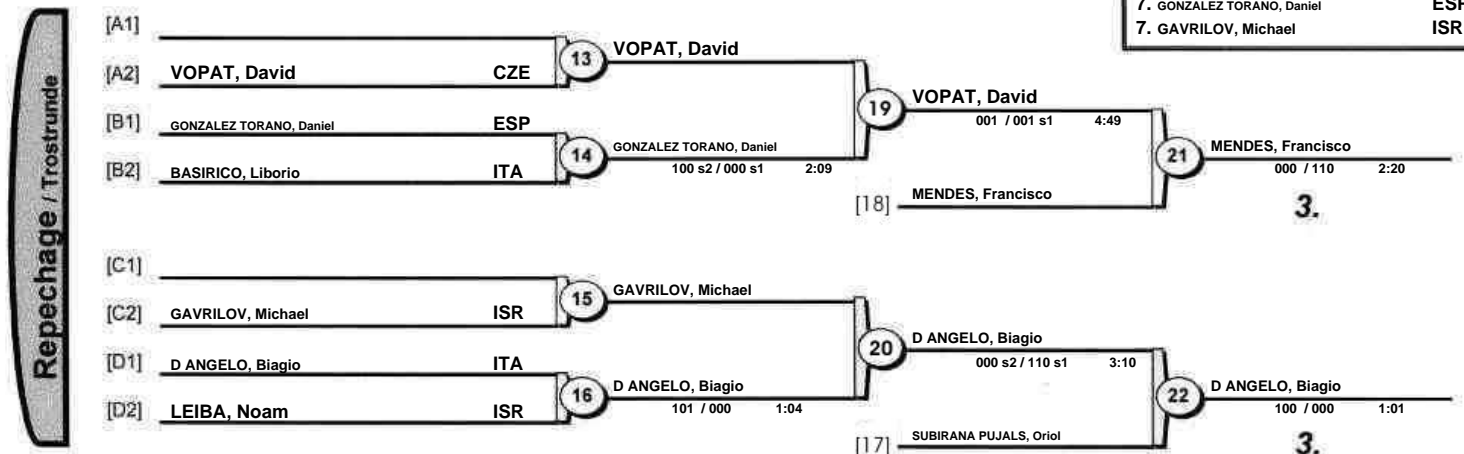 7. GONZALEZ TORANO, Daniel ESP
7. GAVRILOV, Michael ISR
Repechage / Trostrunde
[A1]
[A2] VOPAT, David CZE
13
VOPAT, David
[B1] GONZALEZ TORANO, Daniel ESP
[B2] BASIRICO, Liborio ITA
14
GONZALEZ TORANO, Daniel
100 s2 / 000 s1 2:09
19
VOPAT, David
001 / 001 s1 4:49
[18] MENDES, Francisco
21
MENDES, Francisco
000 / 110 2:20
3.
[C1]
[C2] GAVRILOV, Michael ISR
15
GAVRILOV, Michael
[D1] D ANGELO, Biagio ITA
[D2] LEIBA, Noam ISR
16
D ANGELO, Biagio
101 / 000 1:04
20
D ANGELO, Biagio
000 s2 / 110 s1 3:10
[17] SUBIRANA PUJALS, Oriol
22
D ANGELO, Biagio
100 / 000 1:01
3.